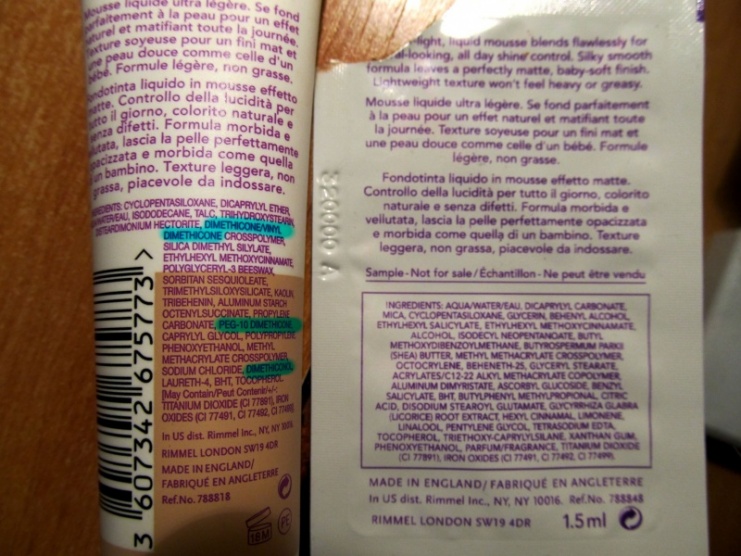 Mousse liquide ultra légère. Se fond
parfaitement à la peau pour un effet
naturel et matifiant toute la journée.
Texture soyeuse pour un fini mat et
une peau douce comme celle d'un
bébé. Formule légère, non grasse.
Fondotinta liquido in mousse effetto
matte. Controllo della lucidità per
tutto il giorno, colorito naturale e
senza difetti. Formula morbida e
vellutata, lascia la pelle perfettamente
opacizzata e morbida come quella
di un bambino. Texture leggera, non
grassa, piacevole da indossare.
INGREDIENTS: CYCLOPENTASILOXANE, DICAPRYLYL ETHER,
WATER/EAU, ISODODECANE, TALC, TRIHYDROXYSTEARIN,
HECTORITE, DIMETHICONE/VINYL
DIMETHICONE CROSSPOLYMER,
SILICA DIMETHYL SILYLATE,
ETHYLHEXYL METHOXYCINNAMATE,
POLYGLYCERYL-3 BEESWAX,
SORBITAN SESQUIOLEATE,
TRIMETHYLSILOXYSILICATE, KAOLIN,
TRIBEHENIN, ALUMINUM STARCH
OCTENYLSUCCINATE, PROPYLENE
CARBONATE, PEG-10 DIMETHICONE,
CAPRYLYL GLYCOL, POLYPROPYLENE,
PHENOXYETHANOL, METHYL
METHACRYLATE CROSSPOLYMER,
SODIUM CHLORIDE, DIMETHICONOL,
LAURETH-4, BHT, TOCOPHEROL.
[May Contain/Peut Contenir/+/-:
TITANIUM DIOXIDE (CI 77891), IRON
OXIDES (CI 77491, CI 77492, CI 77499)].
In US dist. Rimmel Inc., NY, NY
RIMMEL LONDON SW19 4DR
MADE IN ENGLAND/
FABRIQUÉ EN ANGLETERRE
Ref.No. 788818
18 M
PE
3 607342 675773 >
light, liquid mousse blends flawlessly for
-looking, all day shine control. Silky smooth
formula leaves a perfectly matte, baby-soft finish.
Lightweight texture won't feel heavy or greasy.
Mousse liquide ultra légère. Se fond parfaitement
à la peau pour un effet naturel et matifiant toute
la journée. Texture soyeuse pour un fini mat et
une peau douce comme celle d'un bébé. Formule
légère, non grasse.
Fondotinta liquido in mousse effetto matte.
Controllo della lucidità per tutto il giorno, colorito
naturale e senza difetti. Formula morbida e
vellutata, lascia la pelle perfettamente opacizzata
e morbida come quella di un bambino. Texture
leggera, non grassa, piacevole da indossare.
Sample - Not for sale / Échantillon - Ne peut être vendu
INGREDIENTS: AQUA/WATER/EAU, DICAPRYLYL CARBONATE,
MICA, CYCLOPENTASILOXANE, GLYCERIN, BEHENYL ALCOHOL,
ETHYLHEXYL SALICYLATE, ETHYLHEXYL METHOXYCINNAMATE,
ALCOHOL, ISODECYL NEOPENTANOATE, BUTYL
METHOXYDIBENZOYLMETHANE, BUTYROSPERMUM PARKII
(SHEA) BUTTER, METHYL METHACRYLATE CROSSPOLYMER,
OCTOCRYLENE, BEHENETH-25, GLYCERYL STEARATE,
ACRYLATES/C12-22 ALKYL METHACRYLATE COPOLYMER,
ALUMINUM DIMYRISTATE, ASCORBYL GLUCOSIDE, BENZYL
SALICYLATE, BHT, BUTYLPHENYL METHYLPROPIONAL, CITRIC
ACID, DISODIUM STEAROYL GLUTAMATE, GLYCYRRHIZA GLABRA
(LICORICE) ROOT EXTRACT, HEXYL CINNAMAL, LIMONENE,
LINALOOL, PENTYLENE GLYCOL, TETRASODIUM EDTA,
TOCOPHEROL, TRIETHOXY-CAPRYLYLSILANE, XANTHAN GUM,
PHENOXYETHANOL, PARFUM/FRAGRANCE, TITANIUM DIOXIDE
(CI 77891), IRON OXIDES (CI 77491, CI 77492, CI 77499).
MADE IN ENGLAND/ FABRIQUÉ EN ANGLETERRE
In US dist. Rimmel Inc., NY, NY 10016. Ref.No. 788848
RIMMEL LONDON SW19 4DR 1.5ml